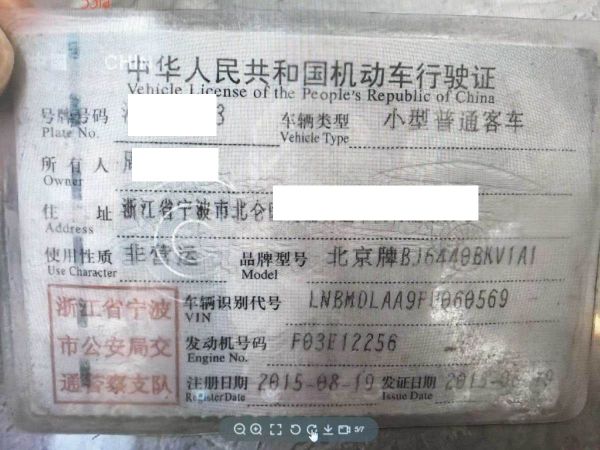 中华人民共和国机动车行驶证
Vehicle License of the People's Republic of China
号牌号码 3 车辆类型 小型普通客车
Plate No. Vehicle Type
所有人
Owner
住址 浙江省宁波市北仑
Address
使用性质 非营运 品牌型号 北京牌BJ6440BKV1A1
Use Character Model
浙江省宁波
市公安局交
通警察支队
车辆识别代号 LNBMDLAA9FU060569
VIN
发动机号码 F03E12256
Engine No.
注册日期 2015-08-19 发证日期 2015-08-19
Register Date Issue Date
3/7